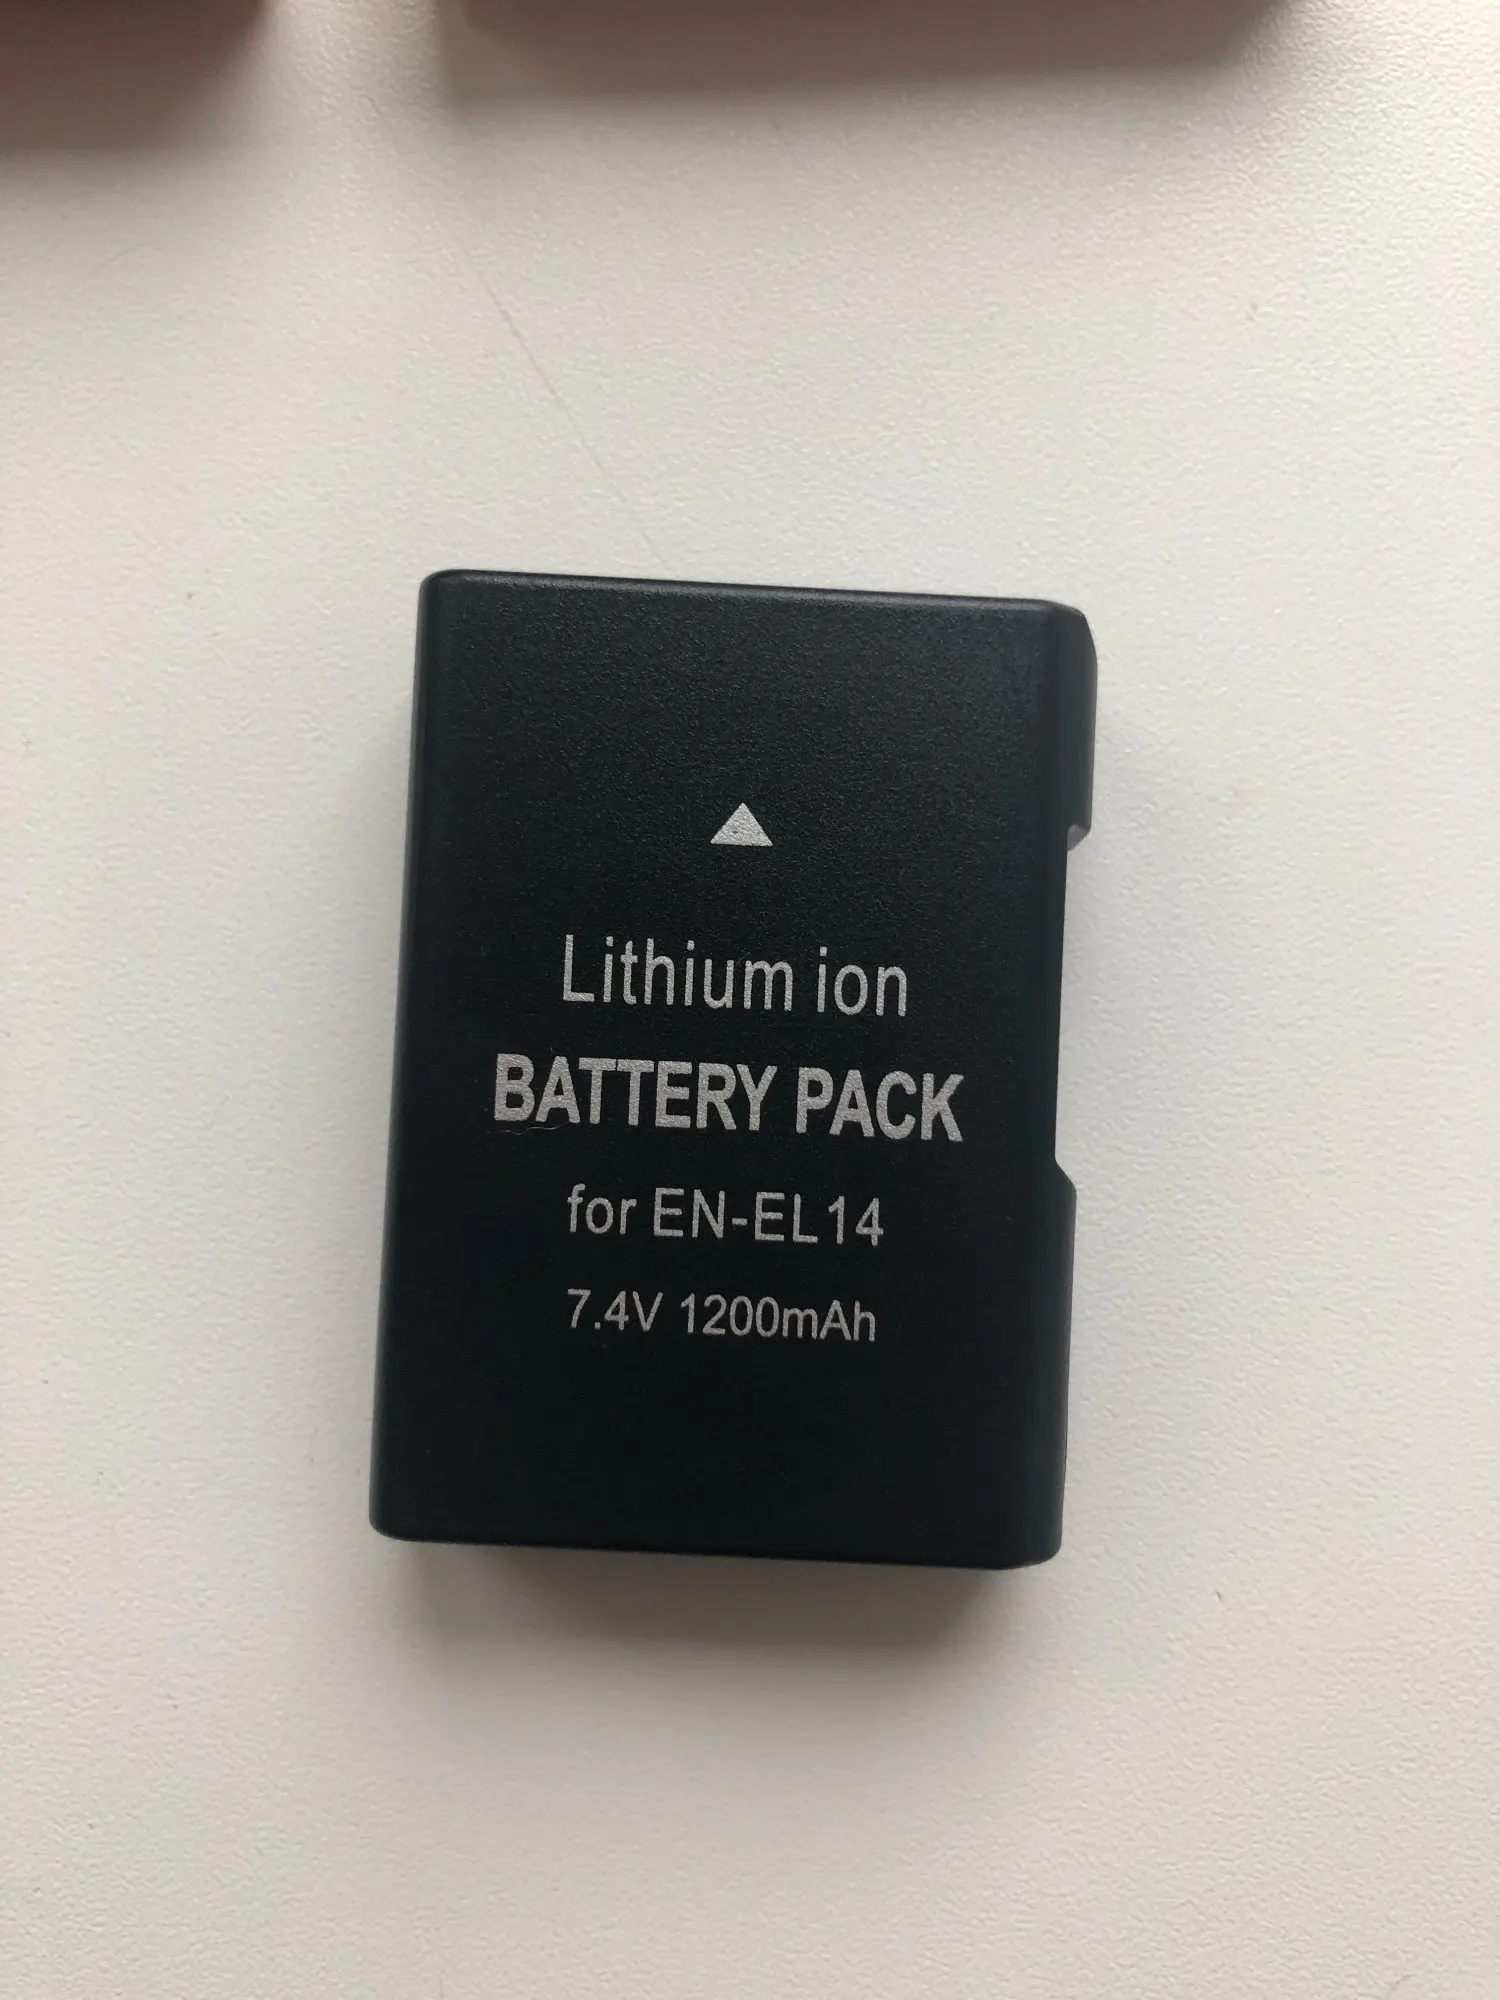 Lithium ion
BATTERY PACK
for EN-EL14
7.4V 1200mAh